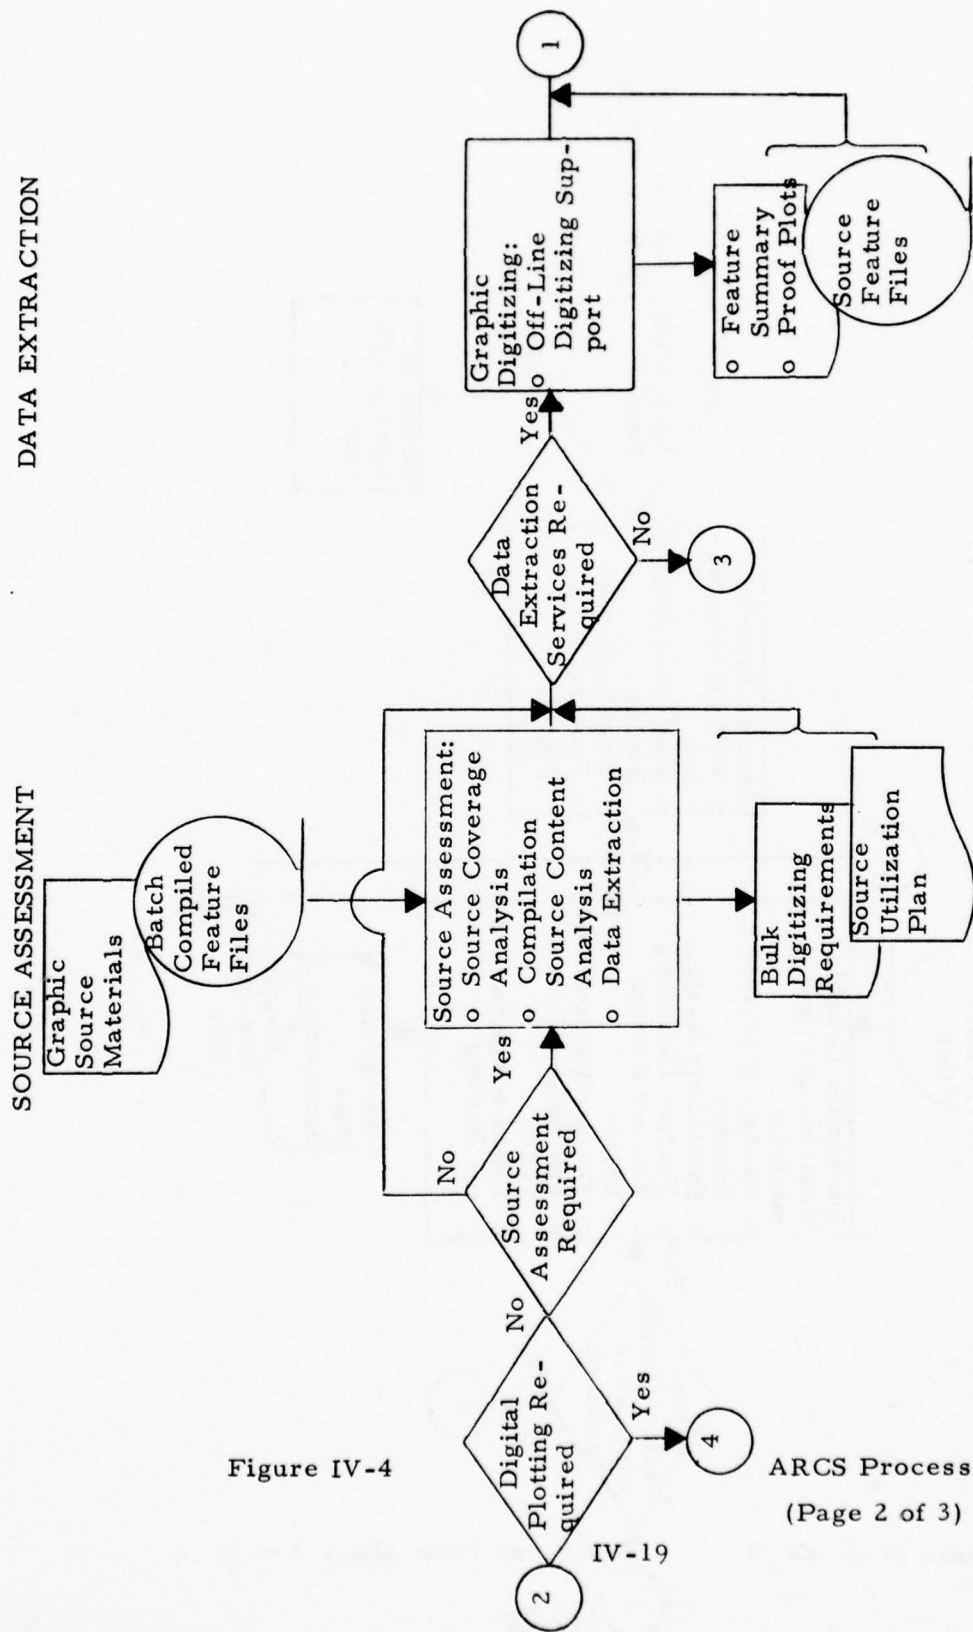 SOURCE ASSESSMENT
DATA EXTRACTION
Graphic
Source
Materials
Batch
Compiled
Feature
Files
2
Digital
Plotting Re-
quired
Yes
4
No
Source
Assessment
Required
No
Yes
Source Assessment:
o Source Coverage
Analysis
o Compilation
Source Content
Analysis
o Data Extraction
Bulk
Digitizing
Requirements
Source
Utilization
Plan
Data
Extraction
Services Re-
quired
No
3
Yes
Graphic
Digitizing:
o Off-Line
Digitizing Sup-
port
o Feature
Summary
o Proof Plots
Source
Feature
Files
1
Figure IV-4
ARCS Process
(Page 2 of 3)
IV-19